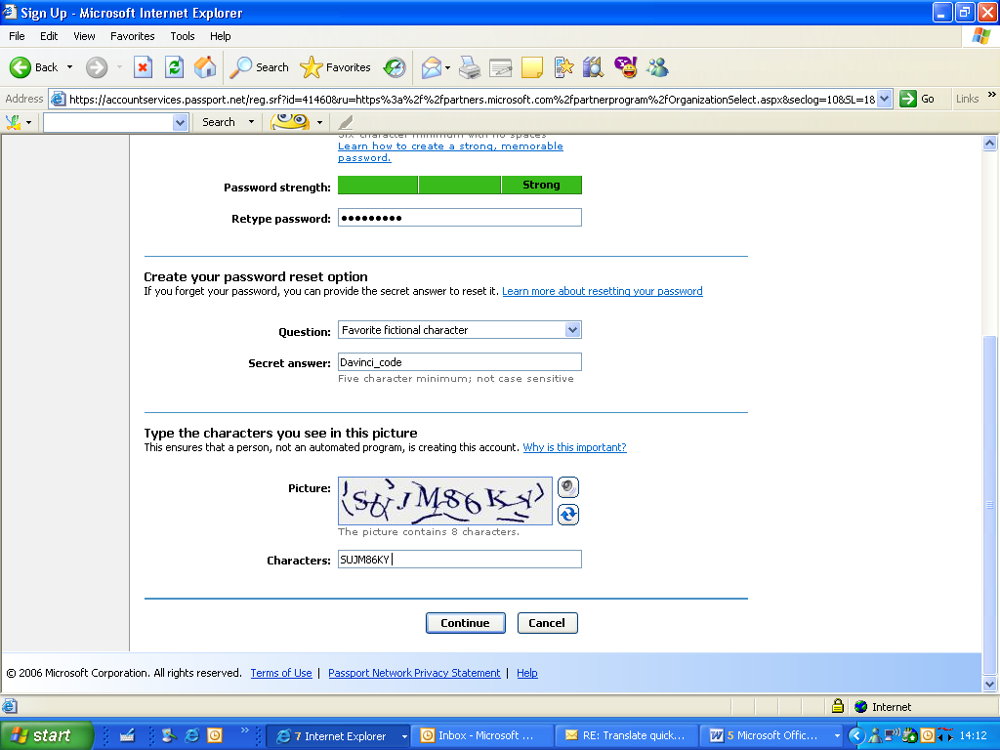 Sign Up - Microsoft Internet Explorer
File Edit View Favorites Tools Help
Back Search Favorites
Address https://accountservices.passport.net/reg.srf?id=41460&ru=https%3a%2f%2fpartners.microsoft.com%2fpartnerprogram%2fOrganizationSelect.aspx&seclog=10&SL=18 Go Links »
Search
Six-character minimum with no spaces
Learn how to create a strong, memorable
password.
Password strength: Strong
Retype password: •••••••••
Create your password reset option
If you forget your password, you can provide the secret answer to reset it. Learn more about resetting your password
Question: Favorite fictional character
Secret answer: Davinci_code
Five character minimum; not case sensitive
Type the characters you see in this picture
This ensures that a person, not an automated program, is creating this account. Why is this important?
Picture: SUJM86KY
The picture contains 8 characters.
Characters: SUJM86KY
Continue Cancel
© 2006 Microsoft Corporation. All rights reserved. Terms of Use | Passport Network Privacy Statement | Help
Internet
start » 7 Internet Explorer Inbox - Microsoft ... RE: Translate quick... 5 Microsoft Offic... 14:12